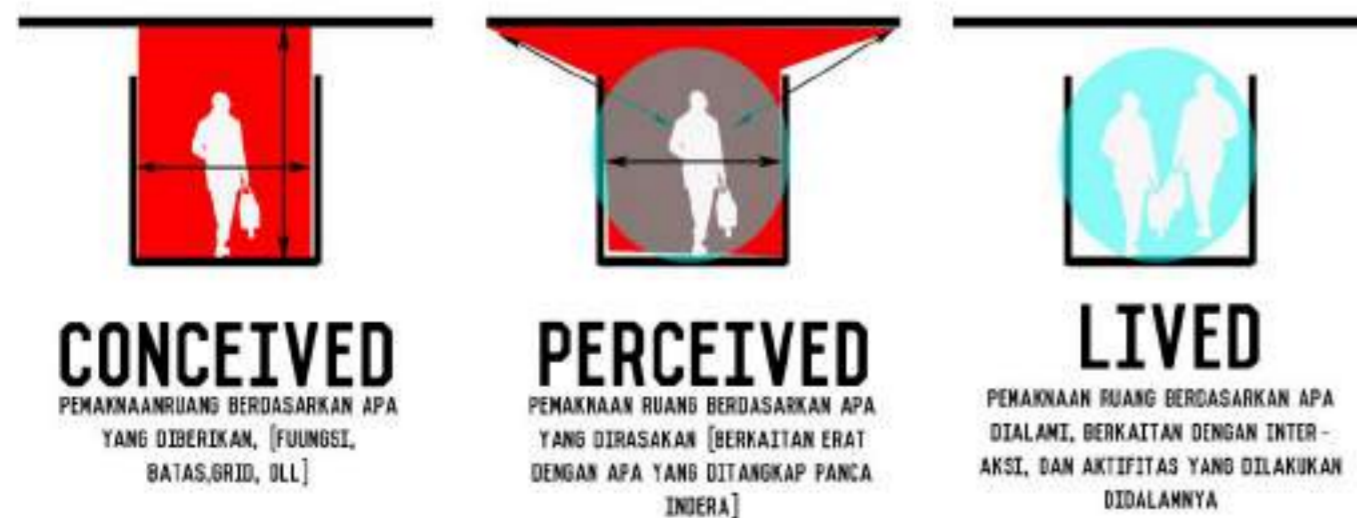 CONCEIVED
PEMAKNAANRUANG BERDASARKAN APA
YANG DIBERIKAN, [FUUNGSI,
BATAS,GRID, DLL]
PERCEIVED
PEMAKNAAN RUANG BERDASARKAN APA
YANG DIRASAKAN [BERKAITAN ERAT
DENGAN APA YANG DITANGKAP PANCA
INDERA]
LIVED
PEMAKNAAN RUANG BERDASARKAN APA
DIALAMI, BERKAITAN DENGAN INTER-
AKSI, DAN AKTIFITAS YANG DILAKUKAN
DIDALAMNYA